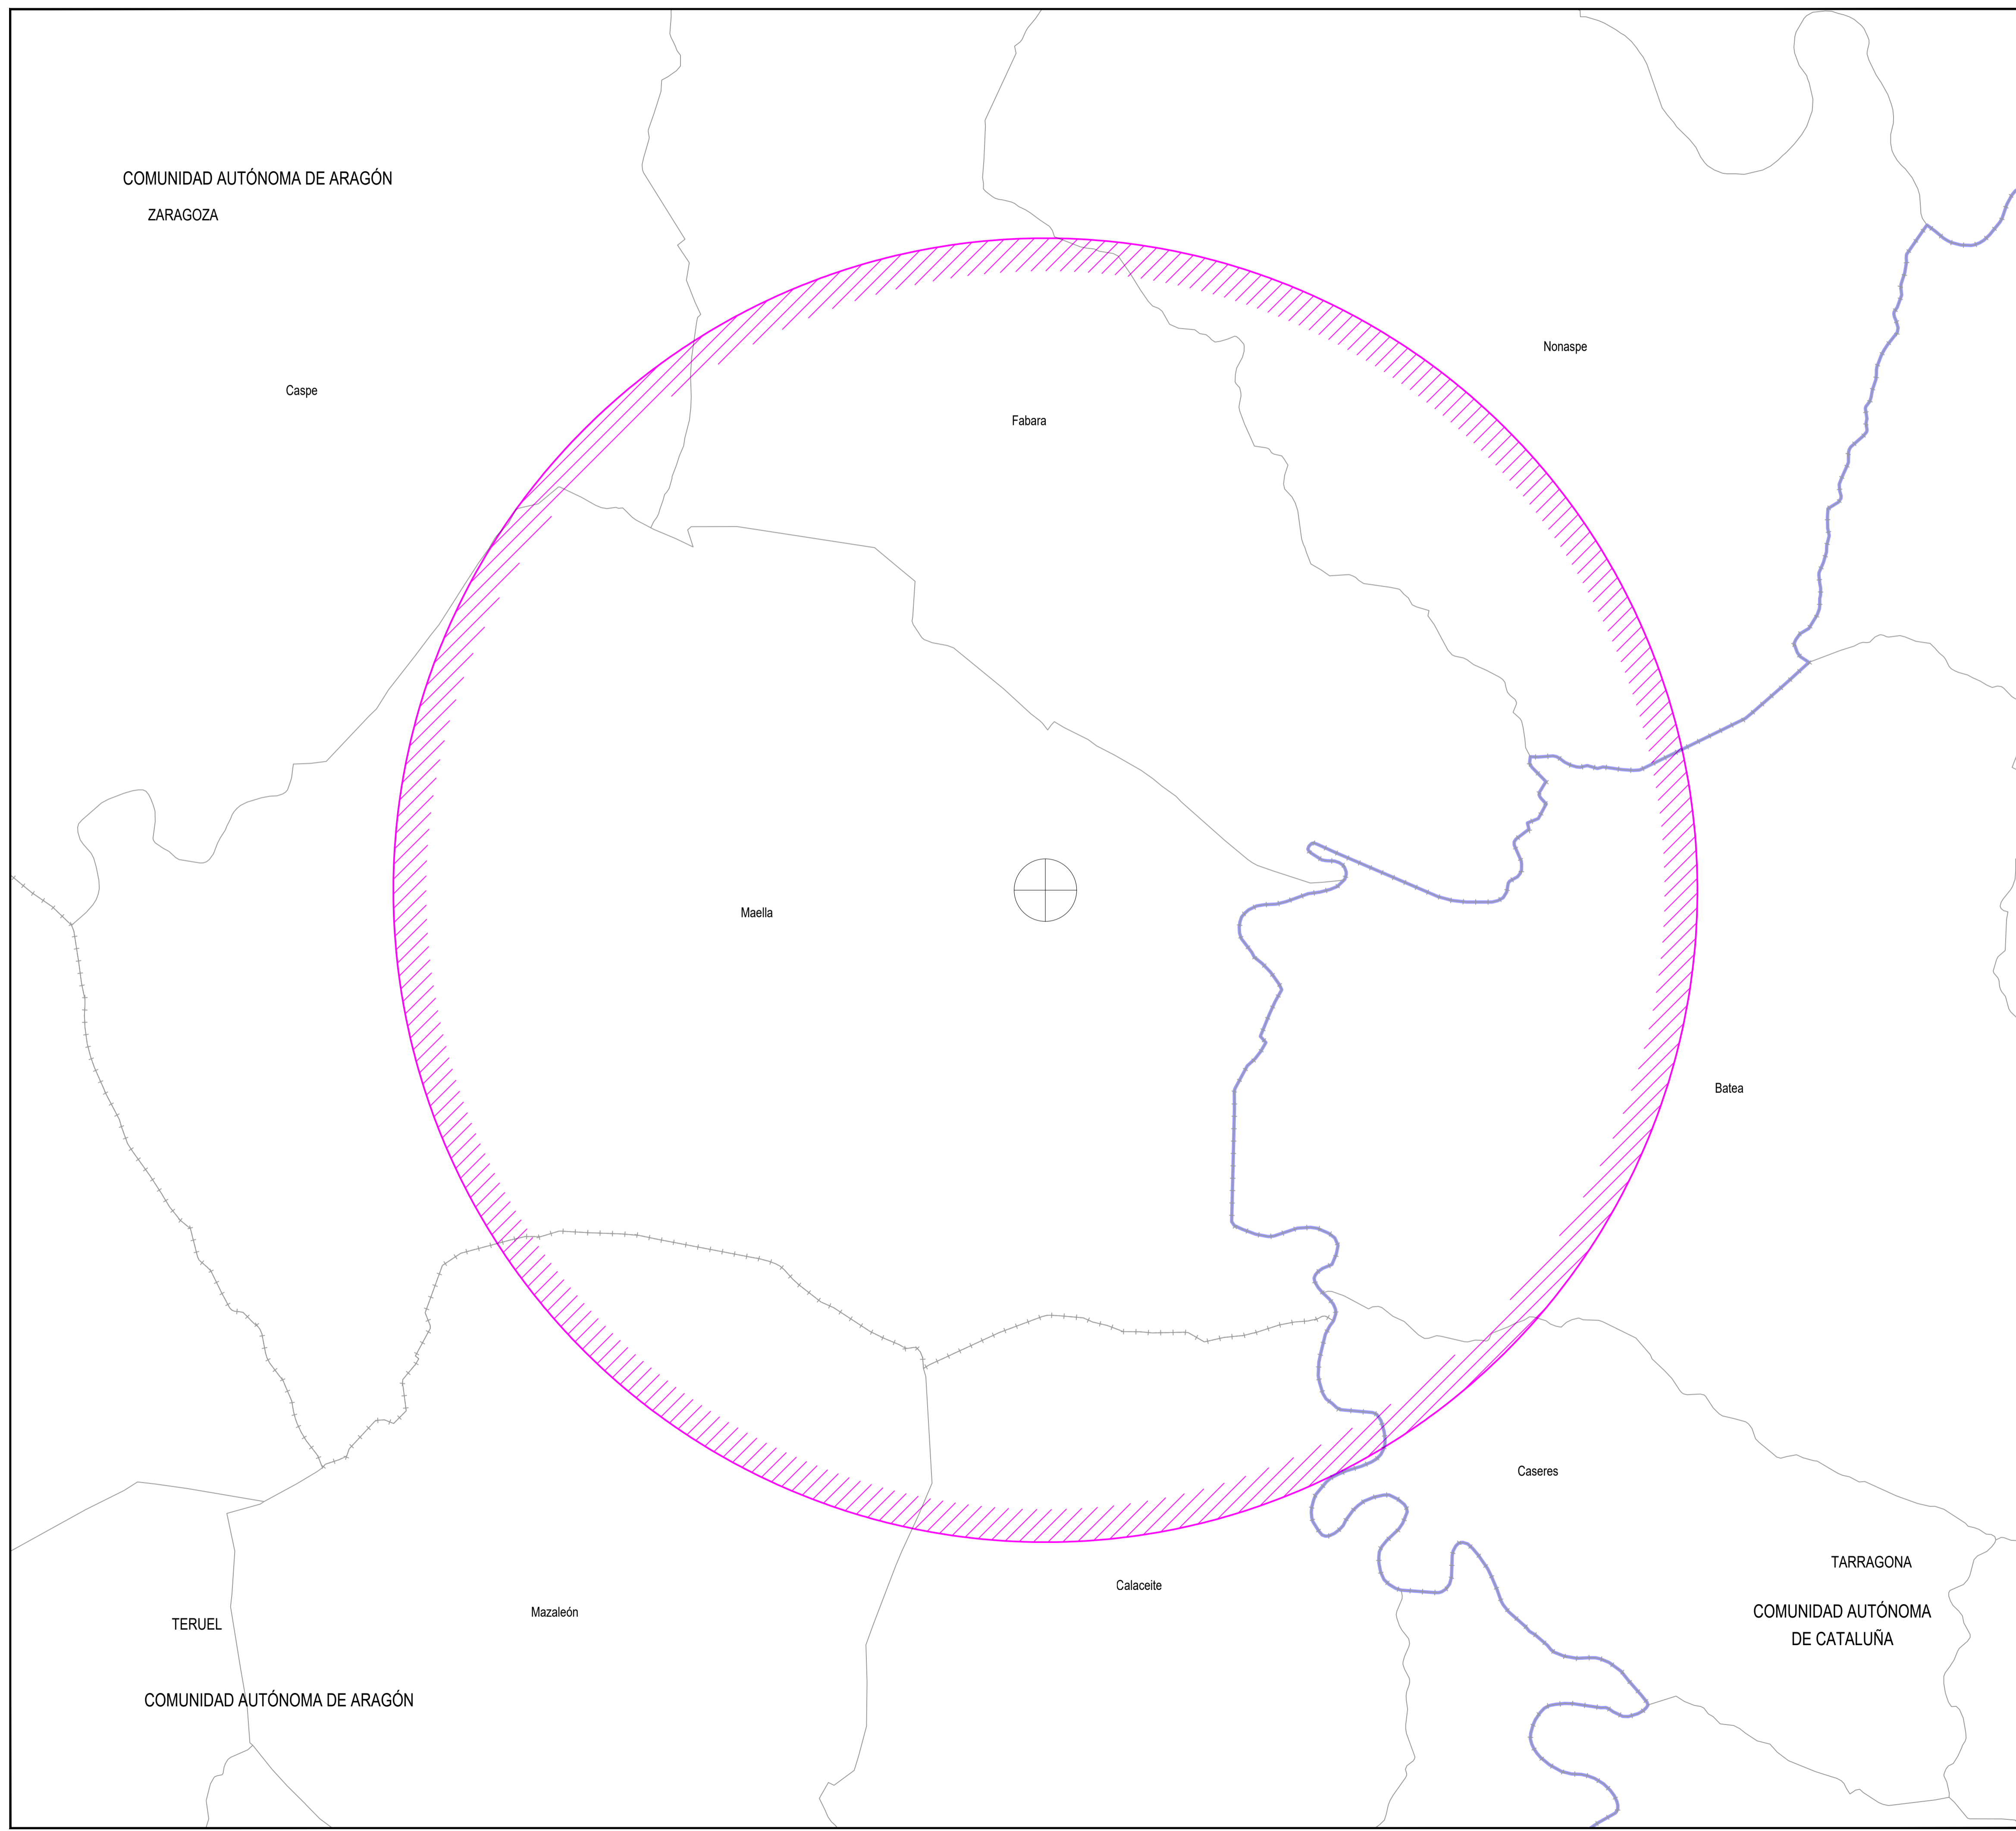 COMUNIDAD AUTÓNOMA DE ARAGÓN
ZARAGOZA
Nonaspe
Caspe
Fabara
Maella
Batea
Caseres
TARRAGONA
Calaceite
COMUNIDAD AUTÓNOMA
DE CATALUÑA
Mazaleón
TERUEL
COMUNIDAD AUTÓNOMA DE ARAGÓN